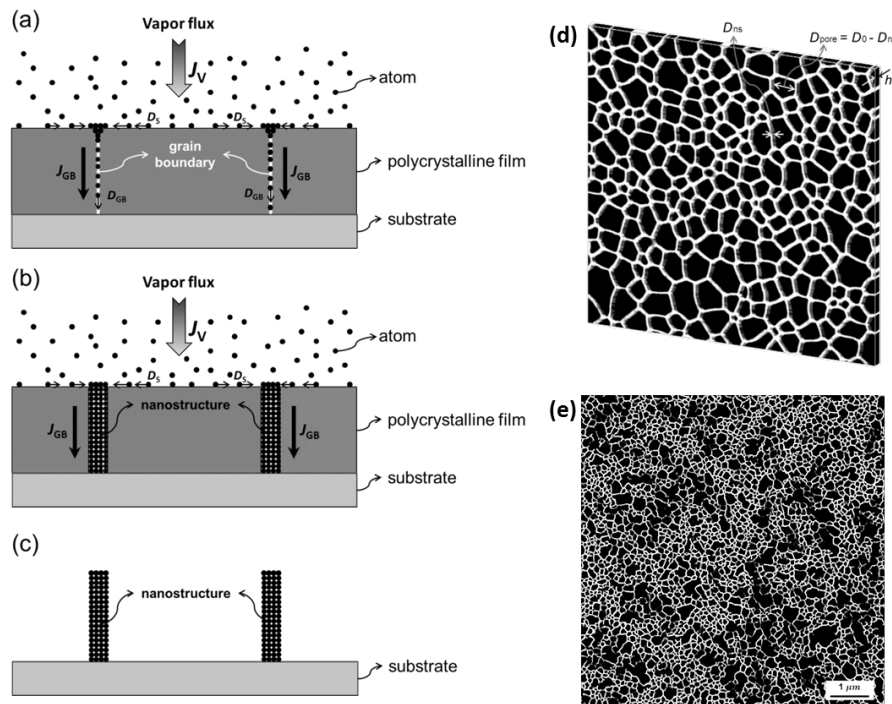 (a)
Vapor flux
J_V
atom
D_S
D_S
grain
boundary
polycrystalline film
J_GB
J_GB
D_GB
D_GB
substrate
(b)
Vapor flux
J_V
atom
D_S
D_S
nanostructure
polycrystalline film
J_GB
J_GB
substrate
(c)
nanostructure
substrate
(d)
D_ns
D_pore = D_0 - D_n
h
(e)
1 μm